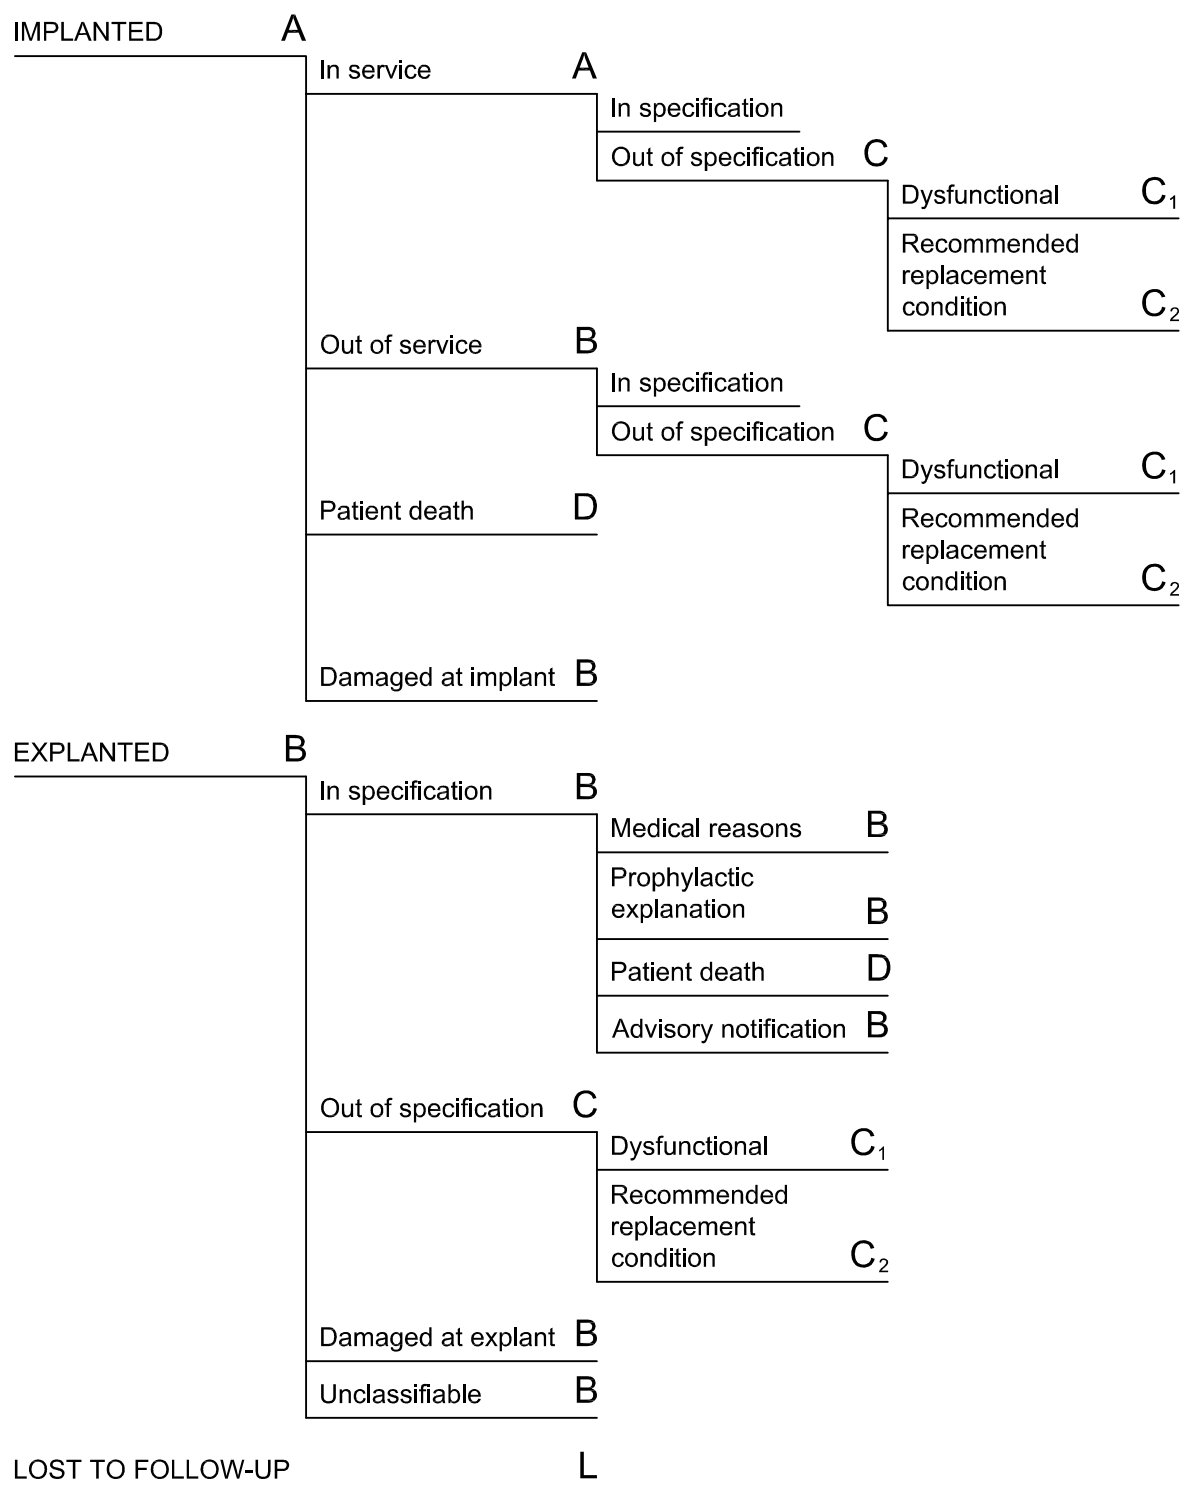 IMPLANTED A
In service A
In specification
Out of specification C
Dysfunctional C₁
Recommended
replacement
condition C₂
Out of service B
In specification
Out of specification C
Dysfunctional C₁
Recommended
replacement
condition C₂
Patient death D
Damaged at implant B
EXPLANTED B
In specification B
Medical reasons B
Prophylactic
explanation B
Patient death D
Advisory notification B
Out of specification C
Dysfunctional C₁
Recommended
replacement
condition C₂
Damaged at explant B
Unclassifiable B
LOST TO FOLLOW-UP L